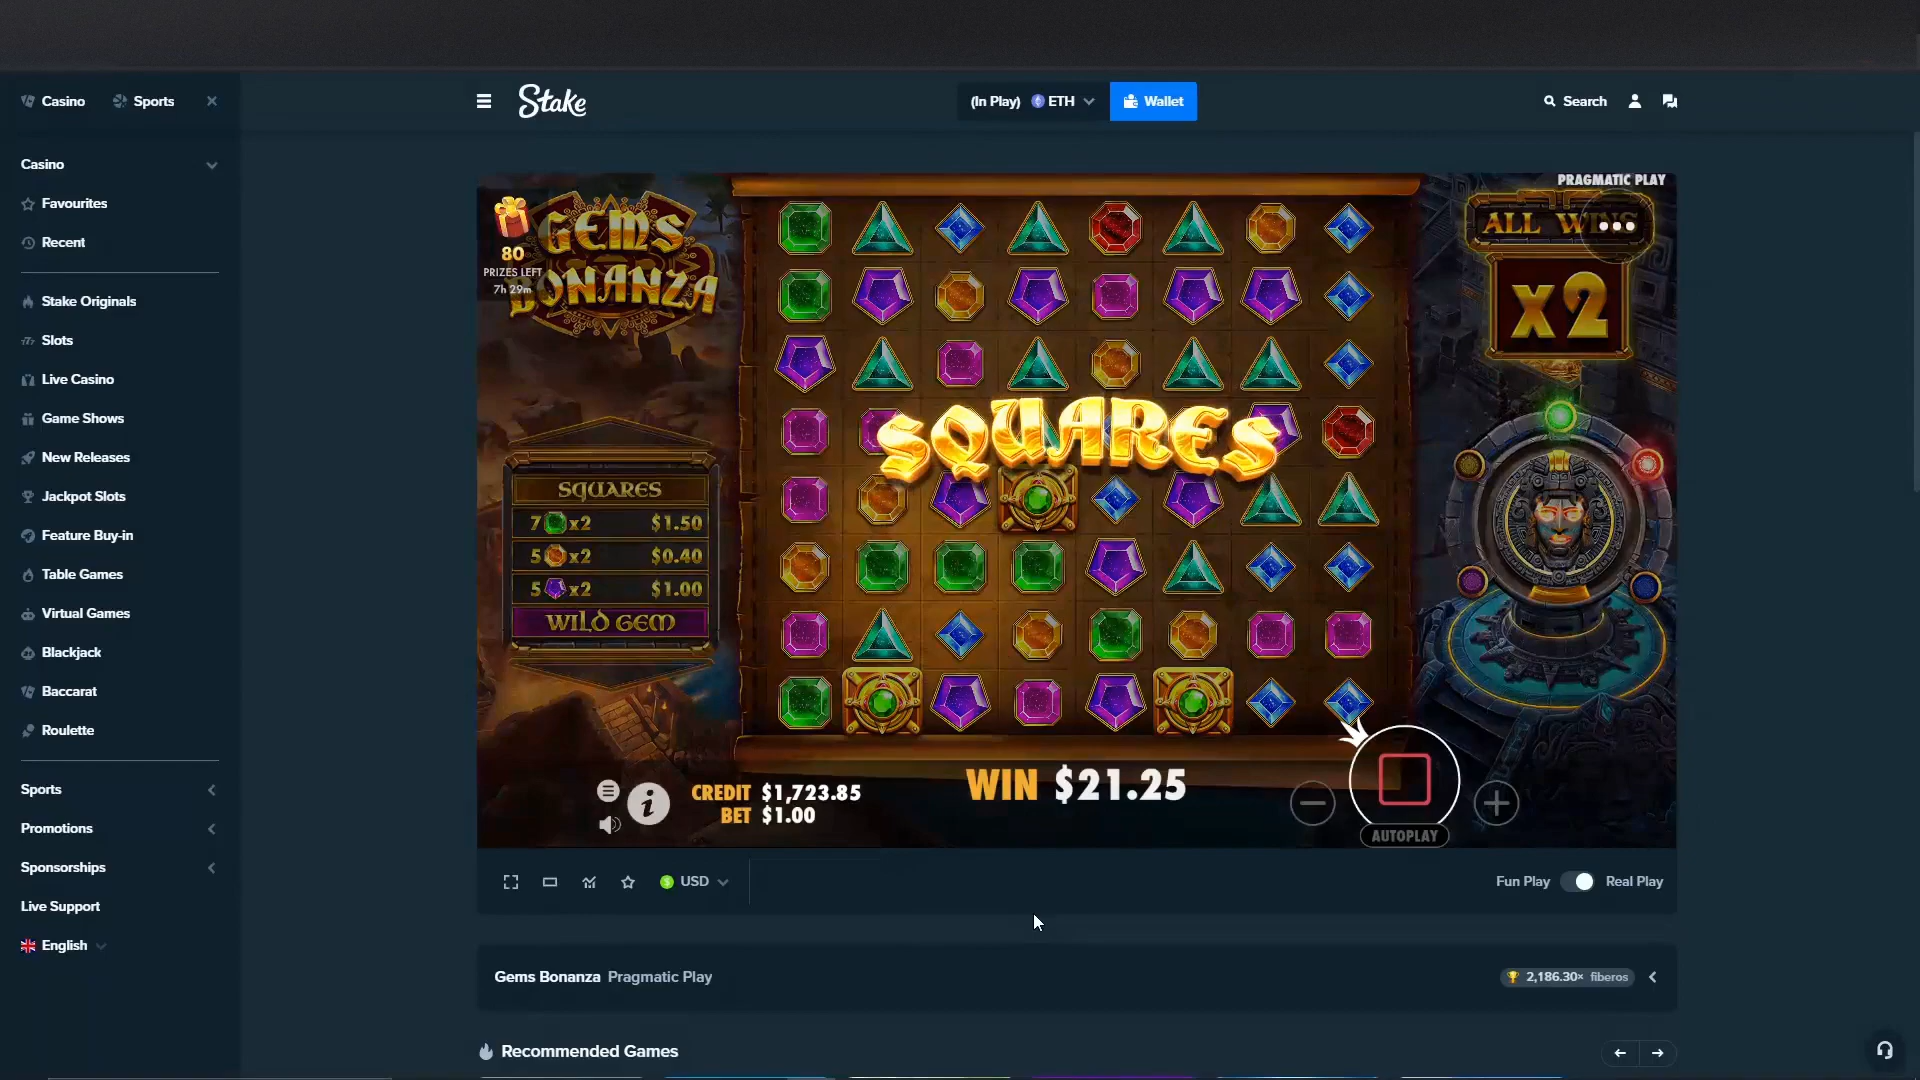 Casino
Sports
Stake
(In Play) ETH
Wallet
Search
Casino
Favourites
Recent
Stake Originals
Slots
Live Casino
Game Shows
New Releases
Jackpot Slots
Feature Buy-in
Table Games
Virtual Games
Blackjack
Baccarat
Roulette
Sports
Promotions
Sponsorships
Live Support
English
PRAGMATIC PLAY
GEMS
BONANZA
80
PRIZES LEFT
7h 29m
ALL WINS
x2
SQUARES
SQUARES
7 x2 $1.50
5 x2 $0.40
5 x2 $1.00
WILD GEM
CREDIT $1,723.85
BET $1.00
WIN $21.25
AUTOPLAY
USD
Fun Play
Real Play
Gems Bonanza Pragmatic Play
2,186.30× fiberos
Recommended Games